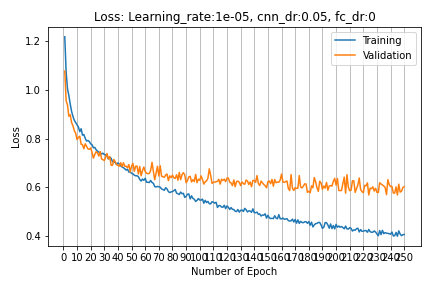 Loss: Learning_rate:1e-05, cnn_dr:0.05, fc_dr:0
Training
Validation
1.2
1.0
0.8
0.6
0.4
Loss
0 10 20 30 40 50 60 70 80 90 100 110 120 130 140 150 160 170 180 190 200 210 220 230 240 250
Number of Epoch